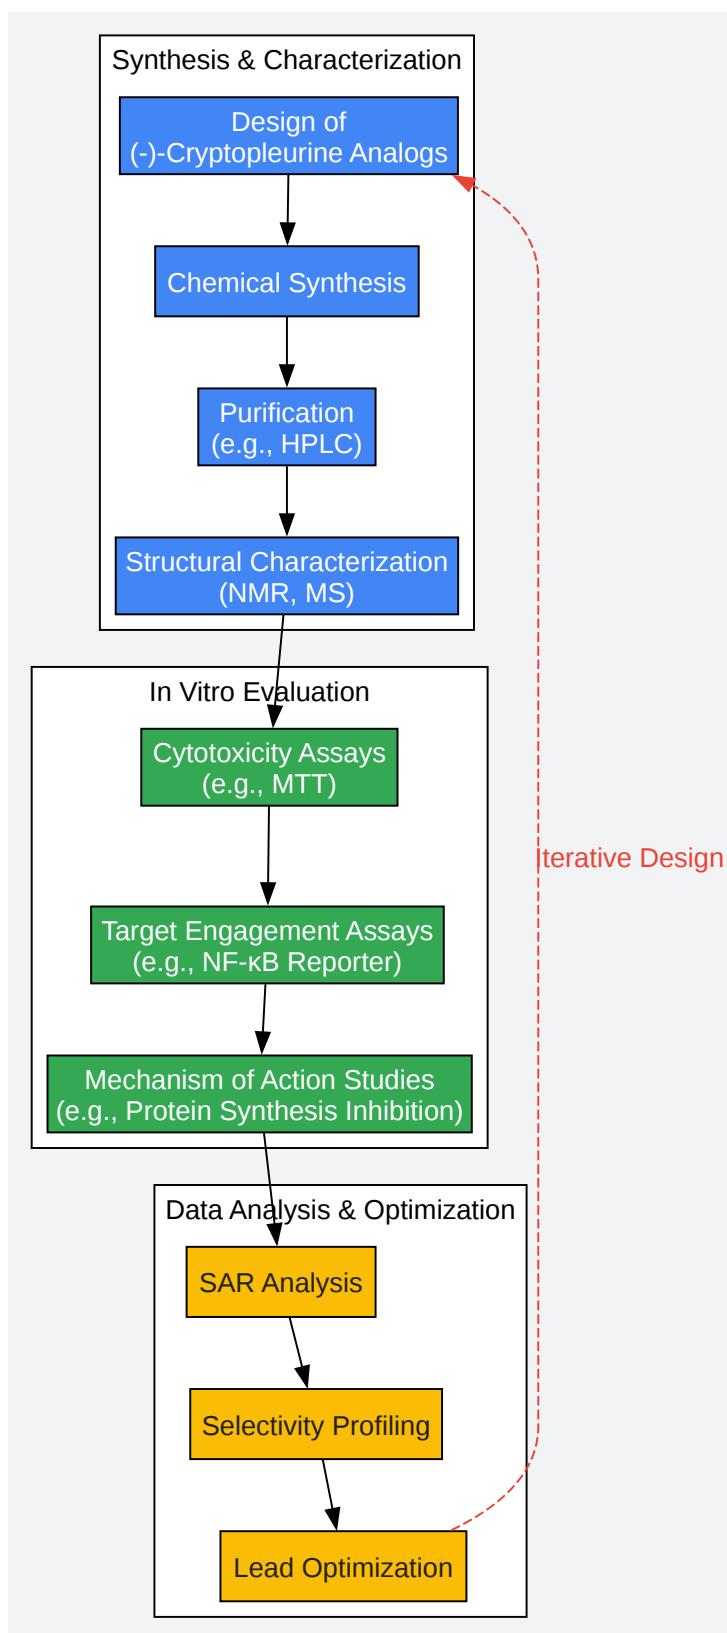 Synthesis & Characterization
Design of
(-)-Cryptopleurine Analogs
Chemical Synthesis
Purification
(e.g., HPLC)
Structural Characterization
(NMR, MS)
In Vitro Evaluation
Cytotoxicity Assays
(e.g., MTT)
Iterative Design
Target Engagement Assays
(e.g., NF-κB Reporter)
Mechanism of Action Studies
(e.g., Protein Synthesis Inhibition)
Data Analysis & Optimization
SAR Analysis
Selectivity Profiling
Lead Optimization